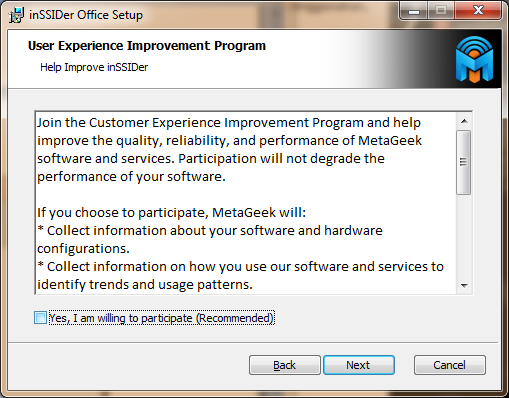 inSSIDer Office Setup
User Experience Improvement Program
Help Improve inSSIDer
Join the Customer Experience Improvement Program and help
improve the quality, reliability, and performance of MetaGeek
software and services. Participation will not degrade the
performance of your software.
If you choose to participate, MetaGeek will:
* Collect information about your software and hardware
configurations.
* Collect information on how you use our software and services to
identify trends and usage patterns.
Yes, I am willing to participate (Recommended)
Back
Next
Cancel